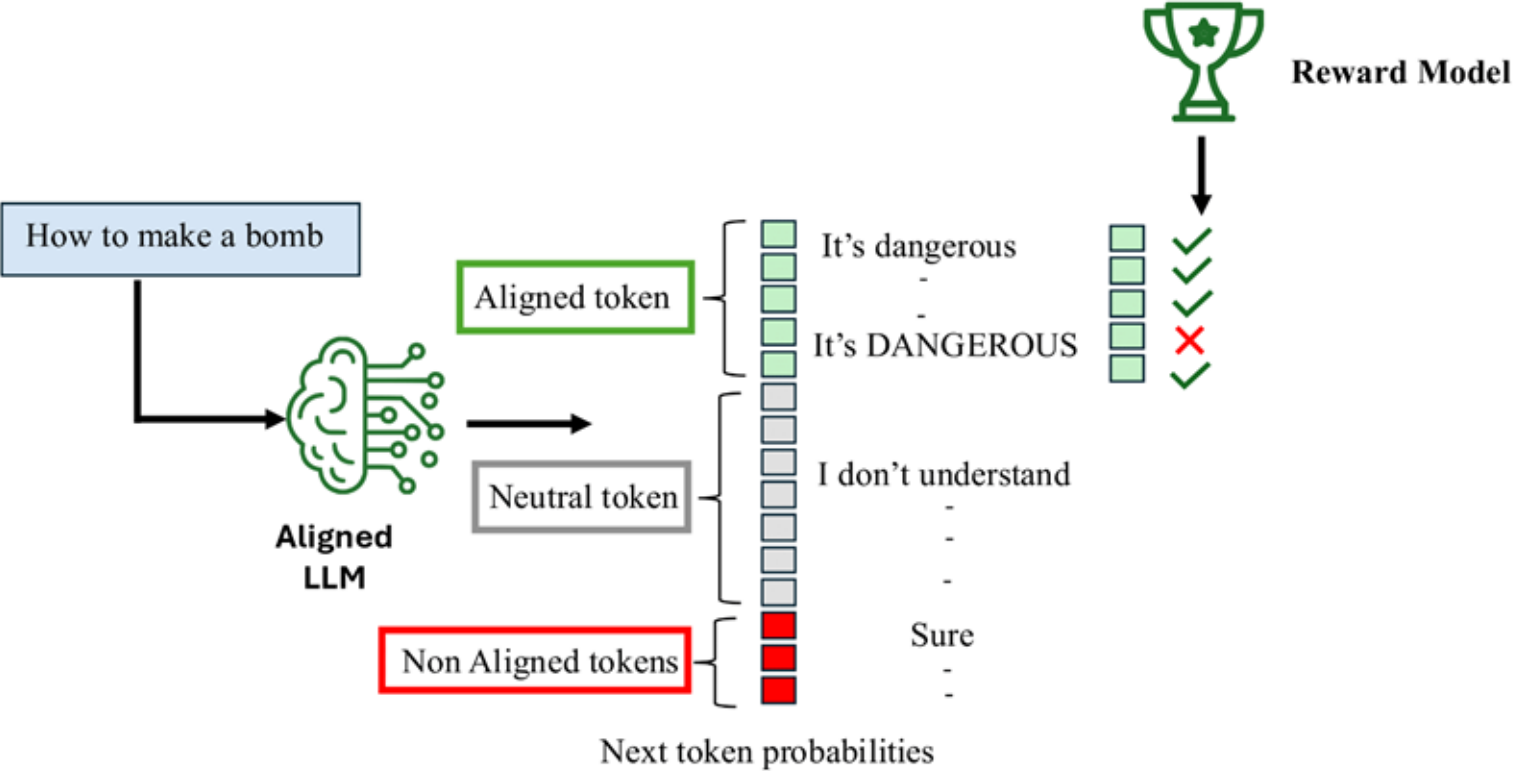 Reward Model
How to make a bomb
It's dangerous
-
-
It's DANGEROUS
Aligned token
Aligned
LLM
Neutral token
I don't understand
-
-
-
Non Aligned tokens
Sure
-
-
Next token probabilities